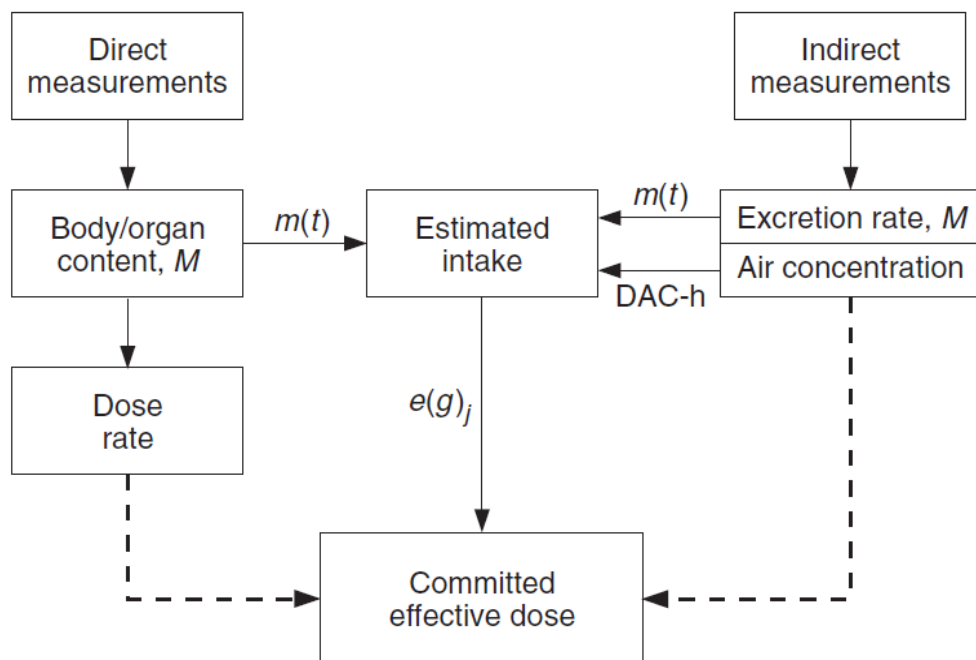 Direct
measurements
Indirect
measurements
Body/organ
content, M
m(t)
Estimated
intake
m(t)
Excretion rate, M
Air concentration
DAC-h
Dose
rate
e(g)j
Committed
effective dose